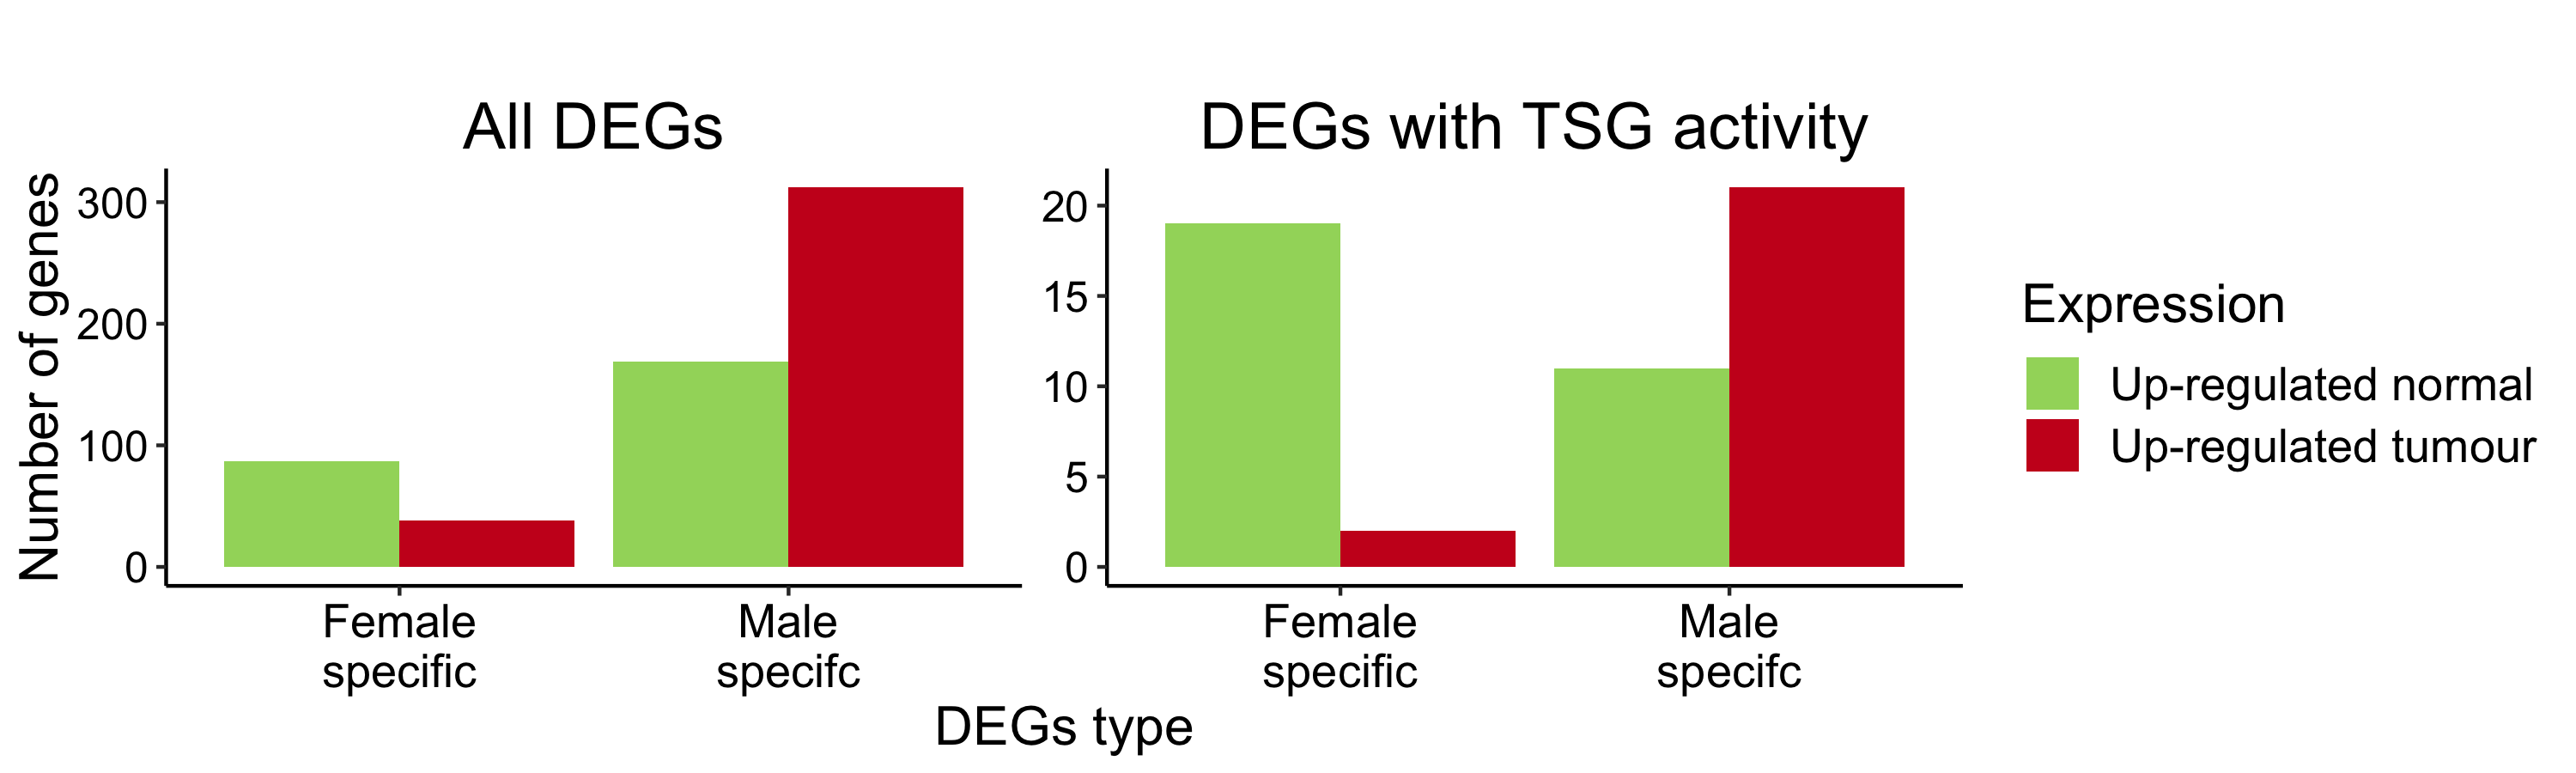 All DEGs
DEGs with TSG activity
Number of genes
300
200
100
0
20
15
10
5
0
Female
specific
Male
specifc
Female
specific
Male
specifc
DEGs type
Expression
Up-regulated normal
Up-regulated tumour